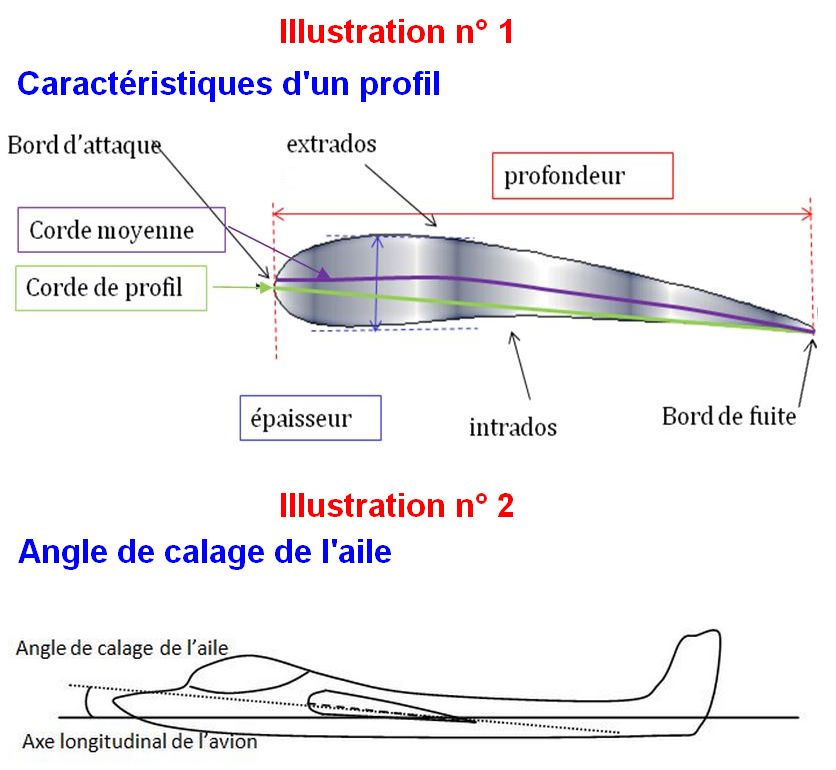 Illustration n° 1
Caractéristiques d'un profil
Bord d’attaque
extrados
profondeur
Corde moyenne
Corde de profil
épaisseur
intrados
Bord de fuite
Illustration n° 2
Angle de calage de l'aile
Angle de calage de l’aile
Axe longitudinal de l’avion